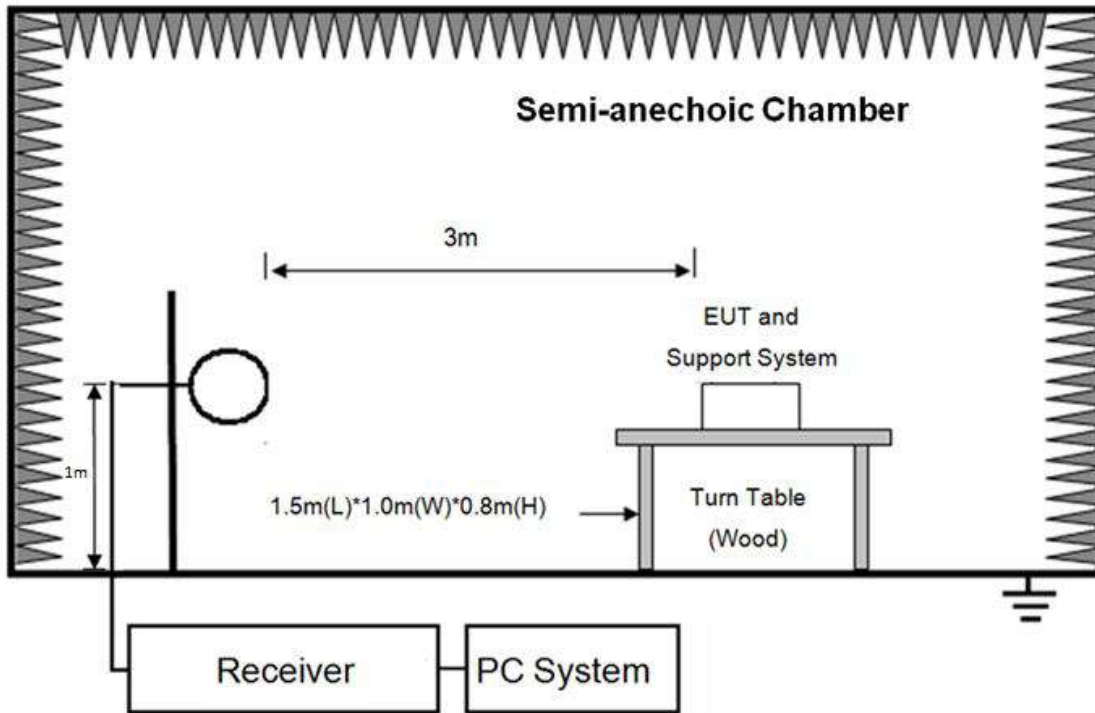 Semi-anechoic Chamber
3m
EUT and
Support System
1m
1.5m(L)*1.0m(W)*0.8m(H)
Turn Table
(Wood)
Receiver
PC System